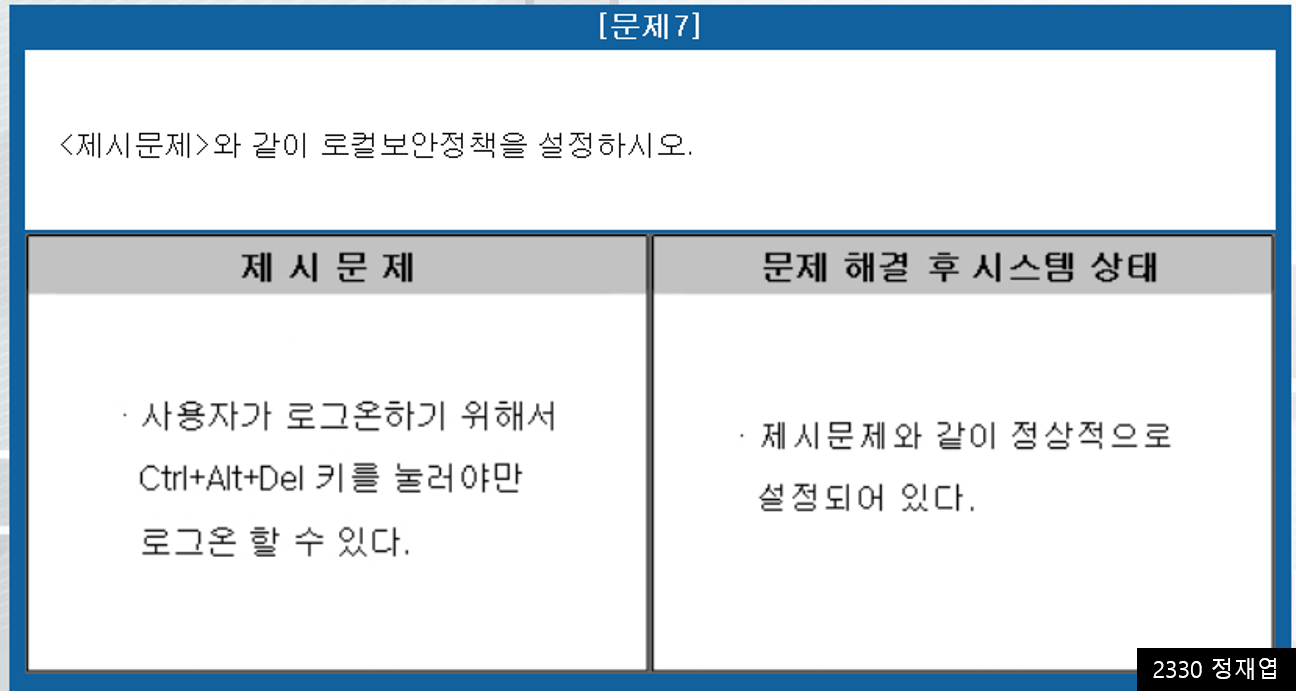 [문제7]
<제시문제>와 같이 로컬보안정책을 설정하시오.
제 시 문 제
문제 해결 후 시스템 상태
· 사용자가 로그온하기 위해서
Ctrl+Alt+Del 키를 눌러야만
로그온 할 수 있다.
· 제시문제와 같이 정상적으로
설정되어 있다.
2330 정재엽